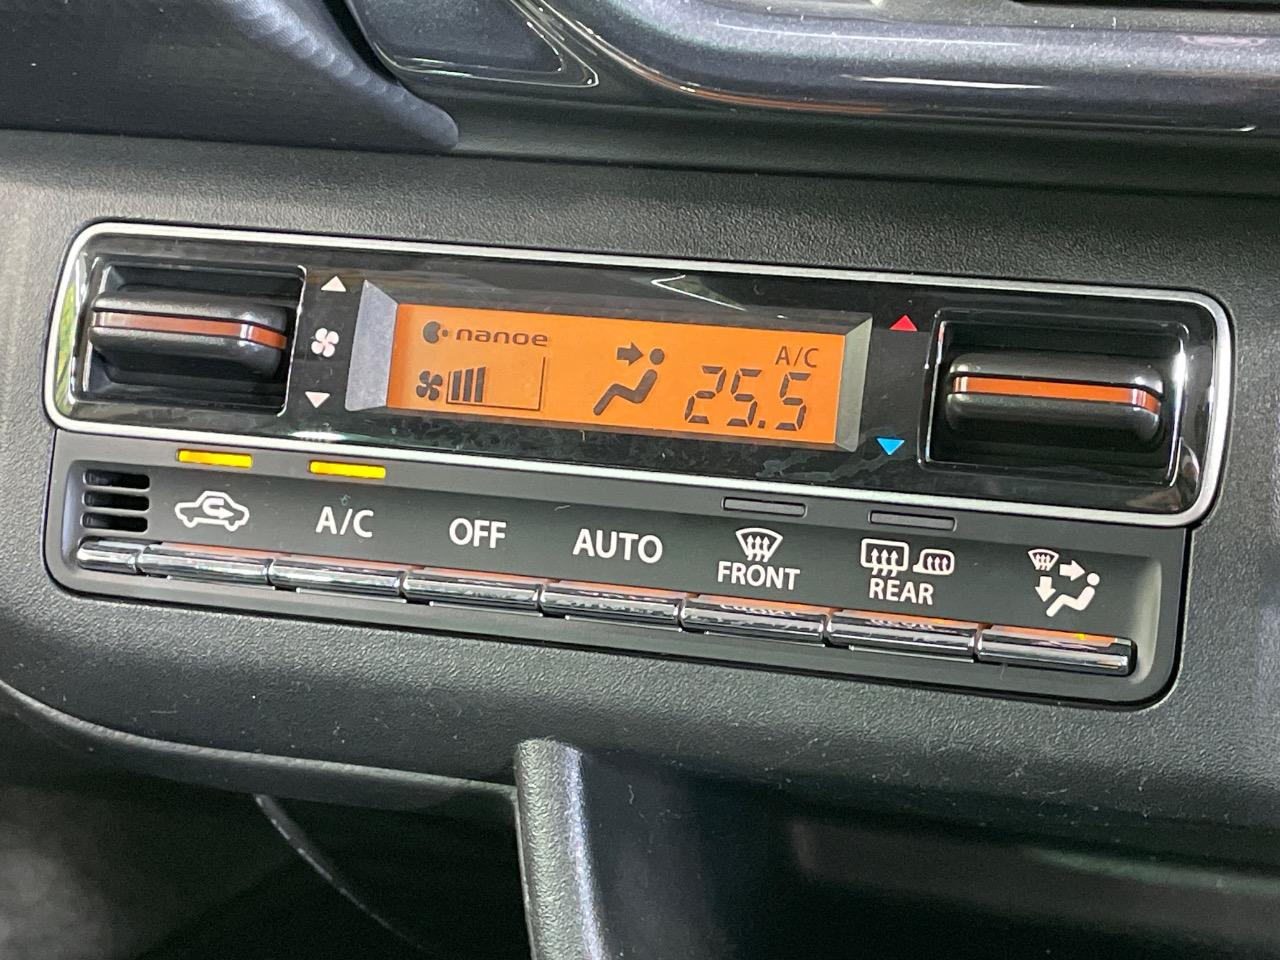 nanoe
A/C
25.5
A/C
OFF
AUTO
FRONT
REAR